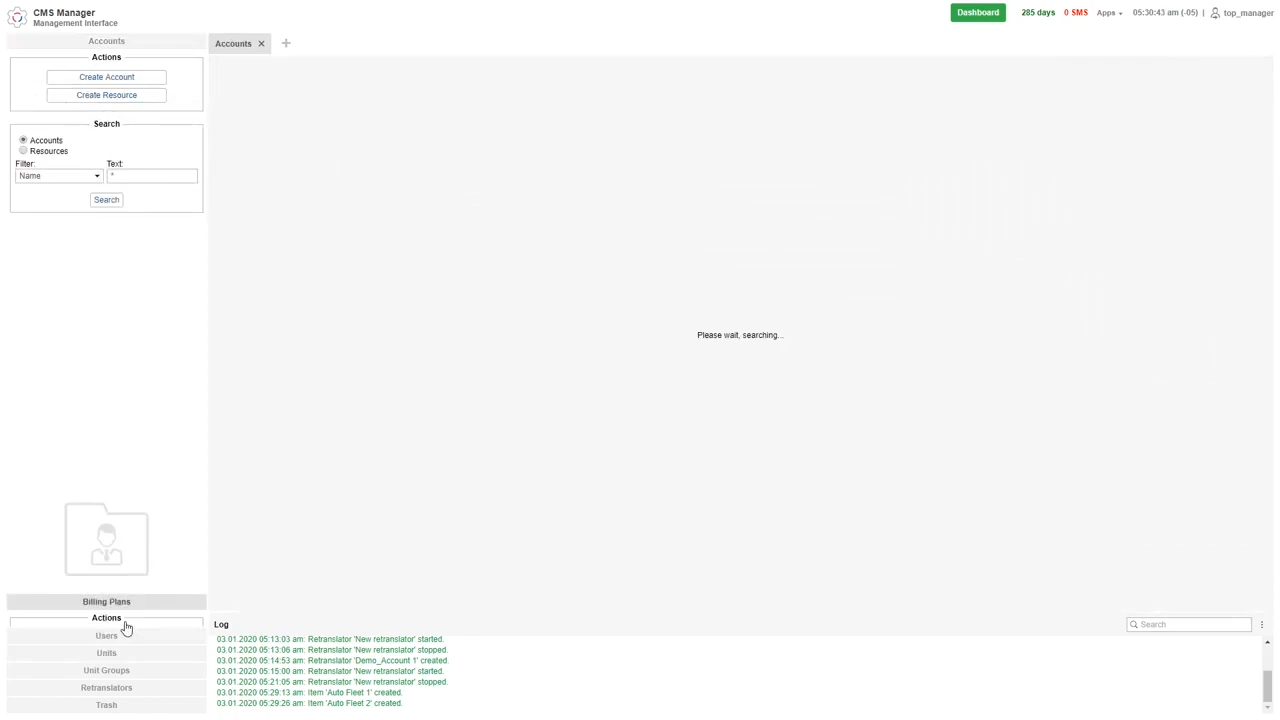 CMS Manager
Management Interface
Dashboard
285 days
0 SMS
Apps
05:30:43 am (-05)
|
top_manager
Accounts
Actions
Create Account
Create Resource
Search
Accounts
Resources
Filter:
Text:
Name
*
Search
Billing Plans
Actions
Users
Units
Unit Groups
Retranslators
Trash
Accounts
Please wait, searching...
Log
Search
03.01.2020 05:13:03 am: Retranslator 'New retranslator' started.
03.01.2020 05:13:06 am: Retranslator 'New retranslator' stopped.
03.01.2020 05:14:53 am: Retranslator 'Demo_Account 1' created.
03.01.2020 05:15:00 am: Retranslator 'New retranslator' started.
03.01.2020 05:21:05 am: Retranslator 'New retranslator' stopped.
03.01.2020 05:29:13 am: Item 'Auto Fleet 1' created.
03.01.2020 05:29:26 am: Item 'Auto Fleet 2' created.